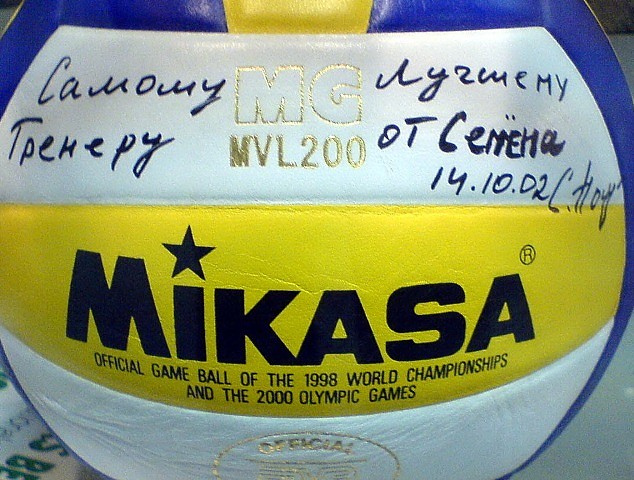 Самому MG Лучшему
Тренеру MVL200 от Семёна
14.10.02
MIKASA®
OFFICIAL GAME BALL OF THE 1998 WORLD CHAMPIONSHIPS
AND THE 2000 OLYMPIC GAMES
OFFICIAL